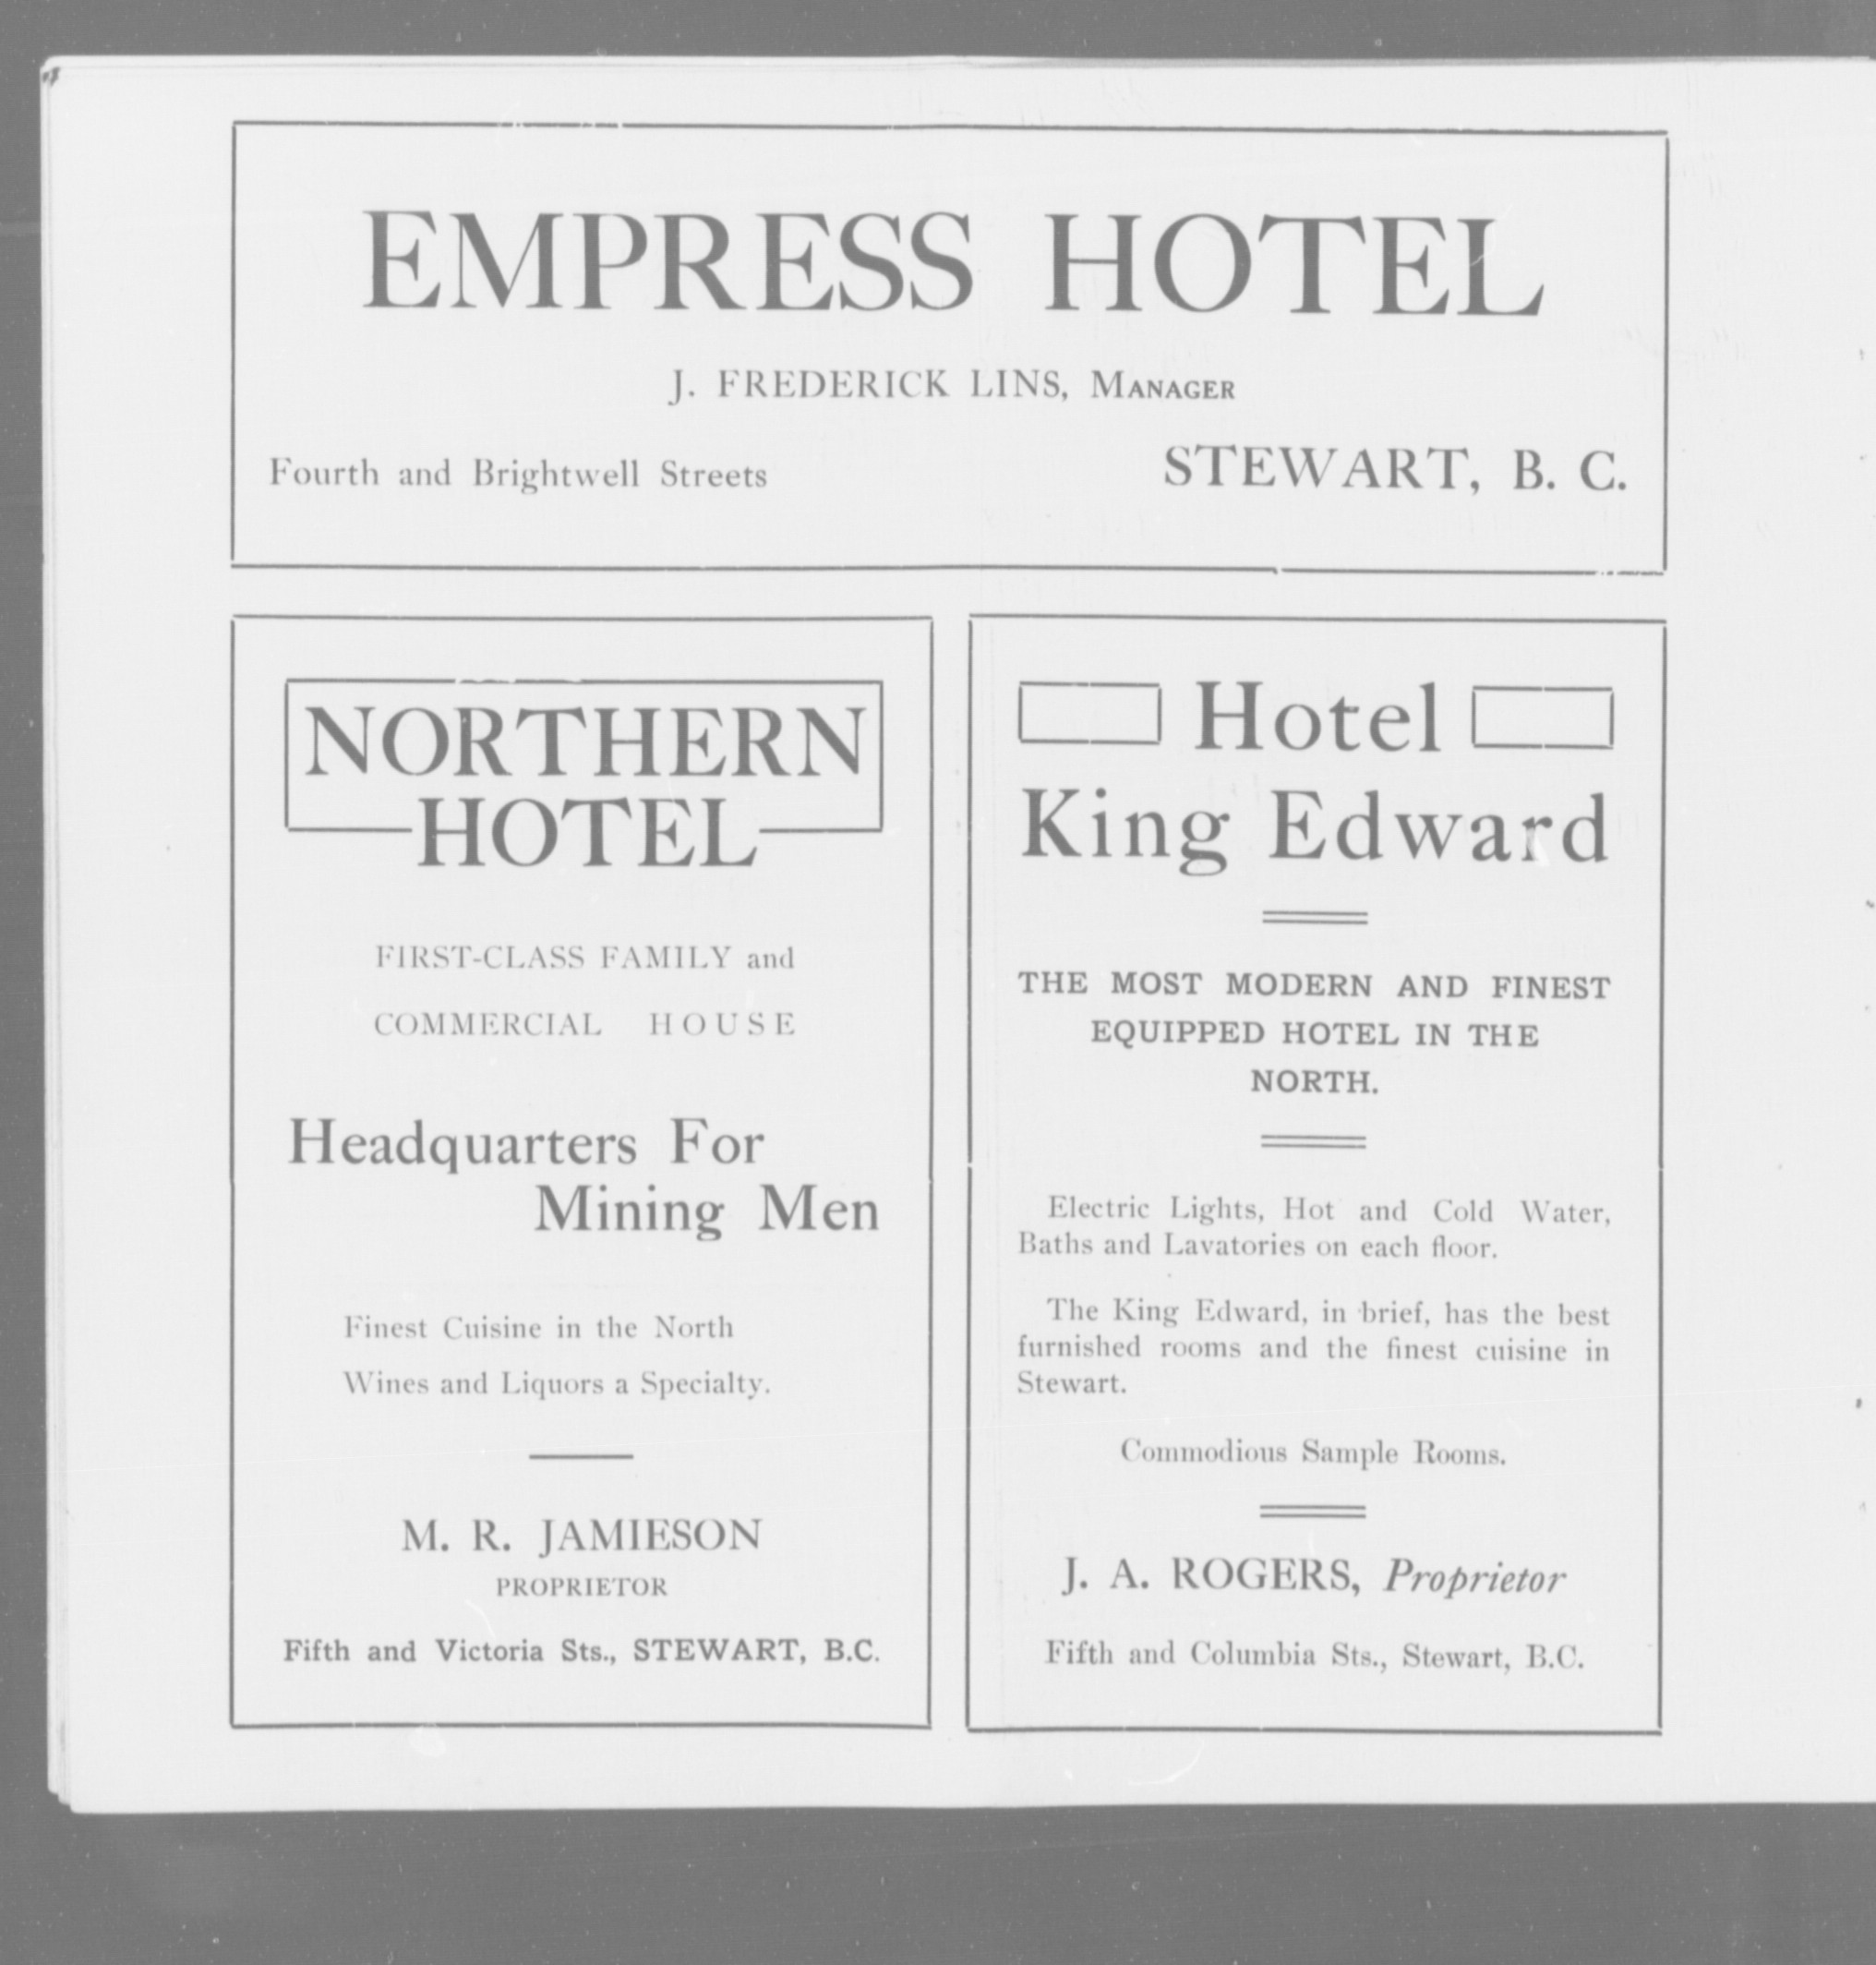 EMPRESS HOTEL
J. FREDERICK LINS, MANAGER
Fourth and Brightwell Streets
STEWART, B. C.
NORTHERN
HOTEL
FIRST-CLASS FAMILY and
COMMERCIAL HOUSE
Headquarters For
Mining Men
Finest Cuisine in the North
Wines and Liquors a Specialty.
M. R. JAMIESON
PROPRIETOR
Fifth and Victoria Sts., STEWART, B.C.
Hotel
King Edward
THE MOST MODERN AND FINEST
EQUIPPED HOTEL IN THE
NORTH.
Electric Lights, Hot and Cold Water,
Baths and Lavatories on each floor.
The King Edward, in brief, has the best
furnished rooms and the finest cuisine in
Stewart.
Commodious Sample Rooms.
J. A. ROGERS, Proprietor
Fifth and Columbia Sts., Stewart, B.C.